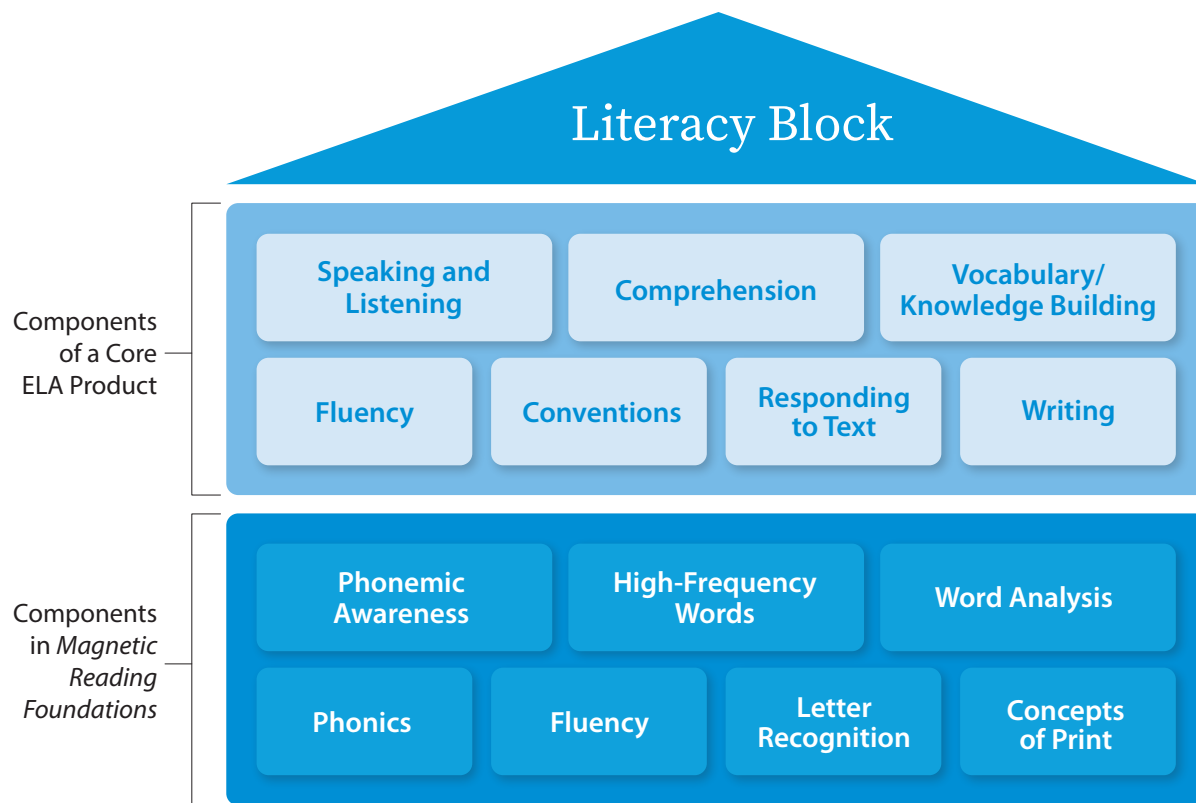 Literacy Block
Components
of a Core
ELA Product
Speaking and
Listening
Comprehension
Vocabulary/
Knowledge Building
Fluency
Conventions
Responding
to Text
Writing
Components
in Magnetic
Reading
Foundations
Phonemic
Awareness
High-Frequency
Words
Word Analysis
Phonics
Fluency
Letter
Recognition
Concepts
of Print